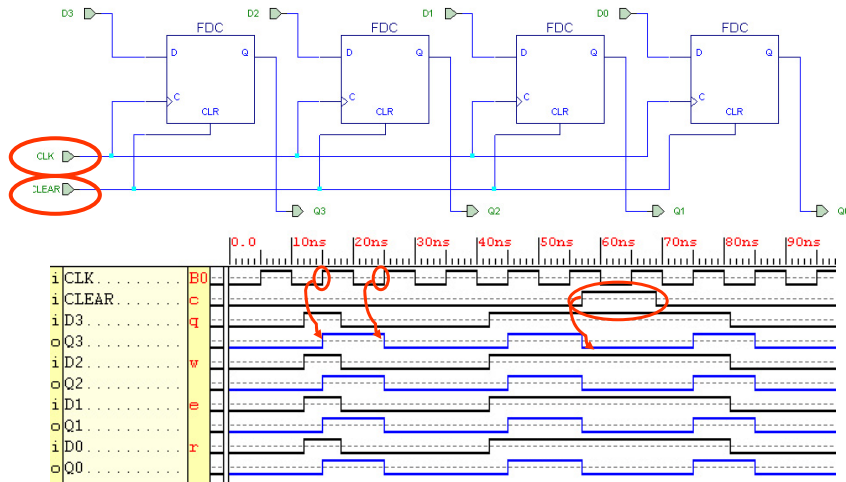 D3 D2 D1 D0
FDC FDC FDC FDC
D Q D Q D Q D Q
C C C C
CLR CLR CLR CLR
CLK
CLEAR
Q3 Q2 Q1
0.0 10ns 20ns 30ns 40ns 50ns 60ns 70ns 80ns 90ns
i CLK........ B0
i CLEAR...... c
i D3......... q
o Q3.........
i D2......... w
o Q2.........
i D1......... e
o Q1.........
i D0......... r
o Q0.........